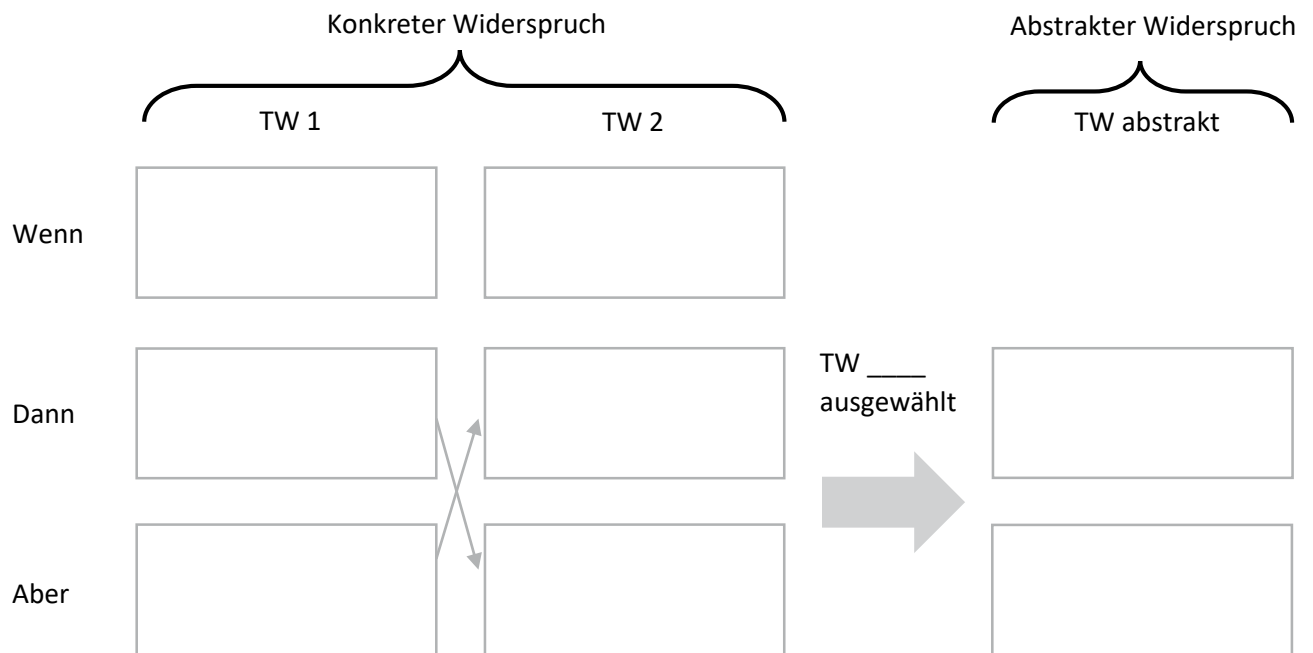 Konkreter Widerspruch
Abstrakter Widerspruch
TW 1
TW 2
TW abstrakt
Wenn
Dann
TW ____
ausgewählt
Aber